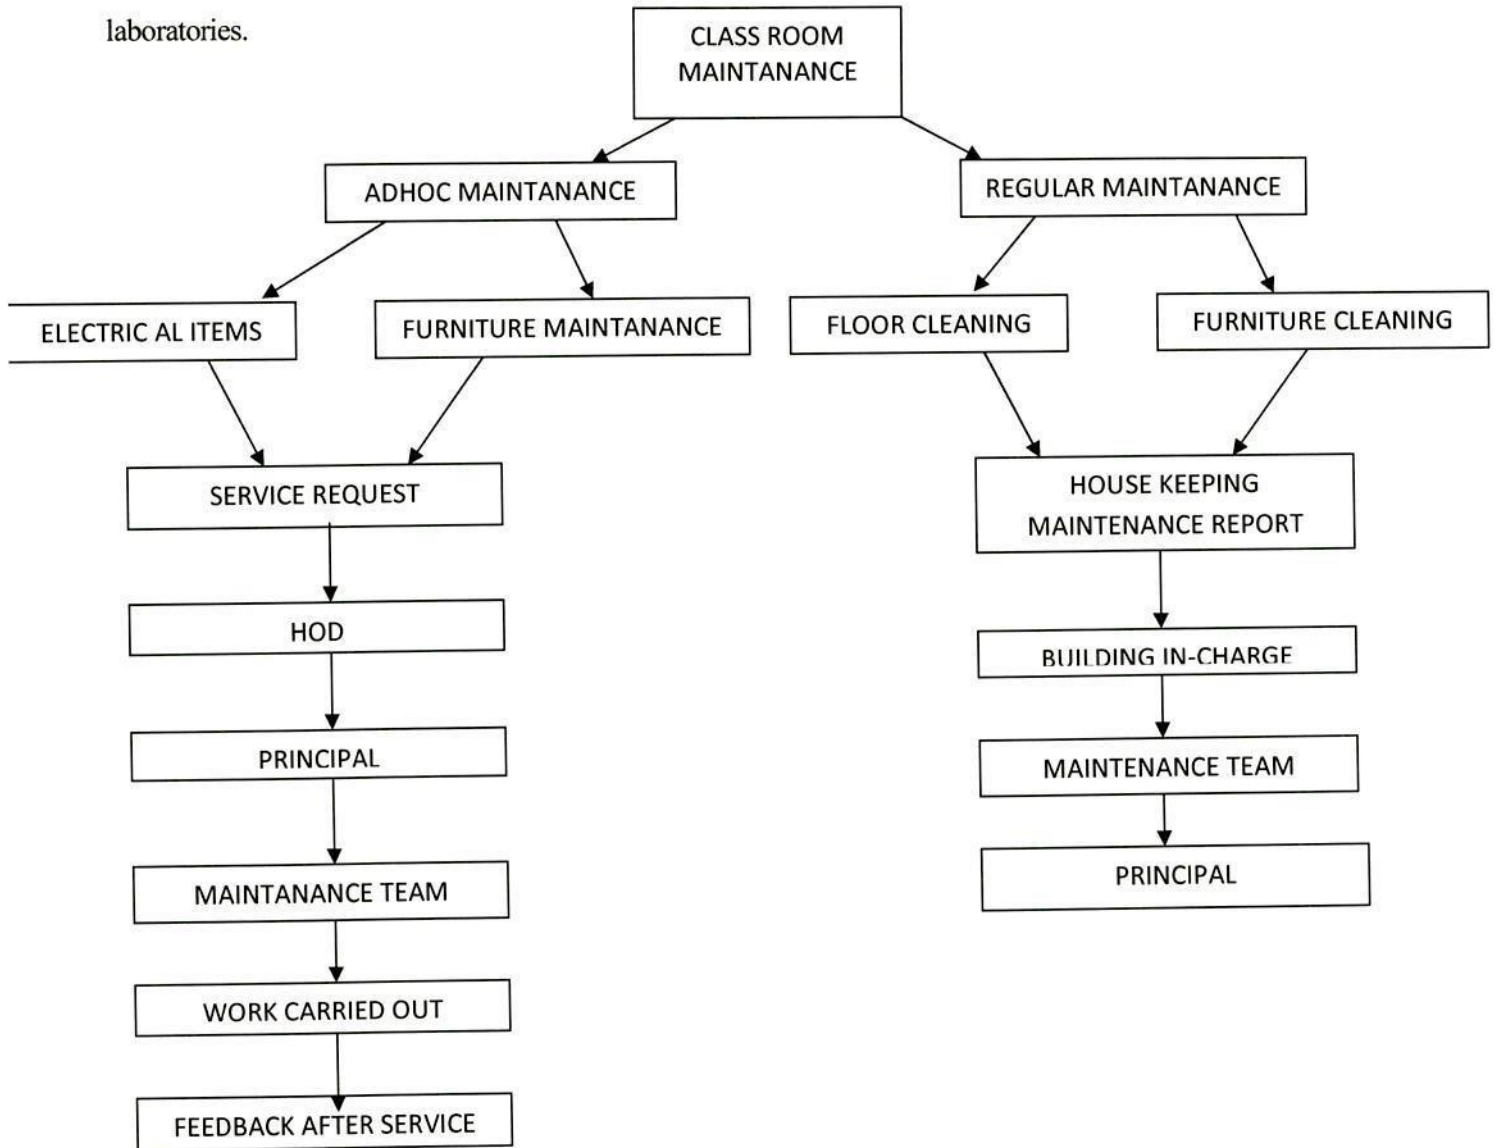 laboratories.
CLASS ROOM
MAINTANANCE
ADHOC MAINTANANCE
REGULAR MAINTANANCE
ELECTRIC AL ITEMS
FURNITURE MAINTANANCE
FLOOR CLEANING
FURNITURE CLEANING
SERVICE REQUEST
HOUSE KEEPING
MAINTENANCE REPORT
HOD
BUILDING IN-CHARGE
PRINCIPAL
MAINTENANCE TEAM
MAINTANANCE TEAM
PRINCIPAL
WORK CARRIED OUT
FEEDBACK AFTER SERVICE